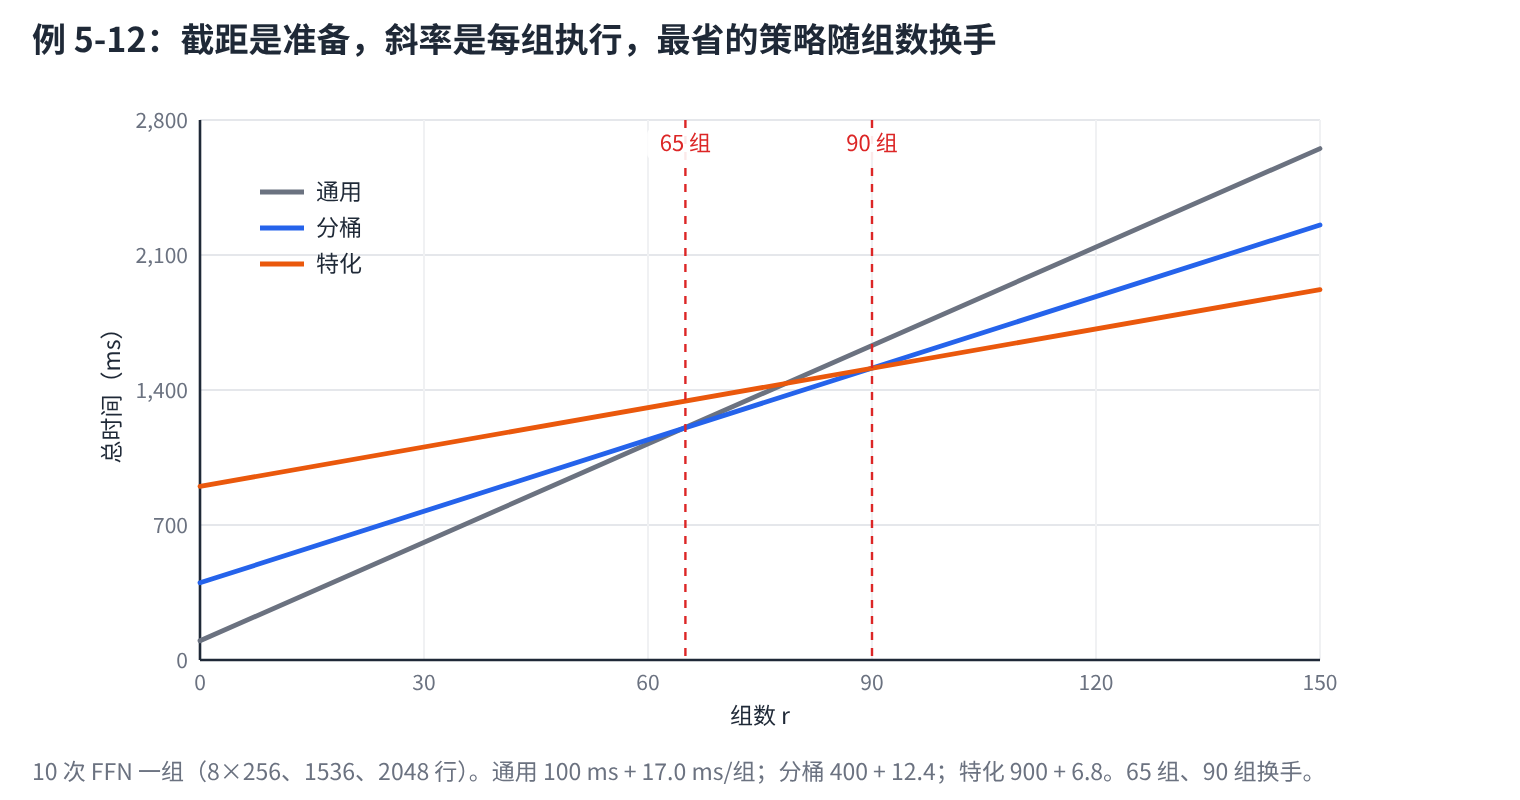 例 5-12：截距是准备，斜率是每组执行，最省的策略随组数换手
2,800
65 组
90 组
通用
分桶
2,100
特化
总时间（ms）
1,400
700
0
0
30
60
90
120
150
组数 r
10 次 FFN 一组（8×256、1536、2048 行）。通用 100 ms + 17.0 ms/组；分桶 400 + 12.4；特化 900 + 6.8。65 组、90 组换手。